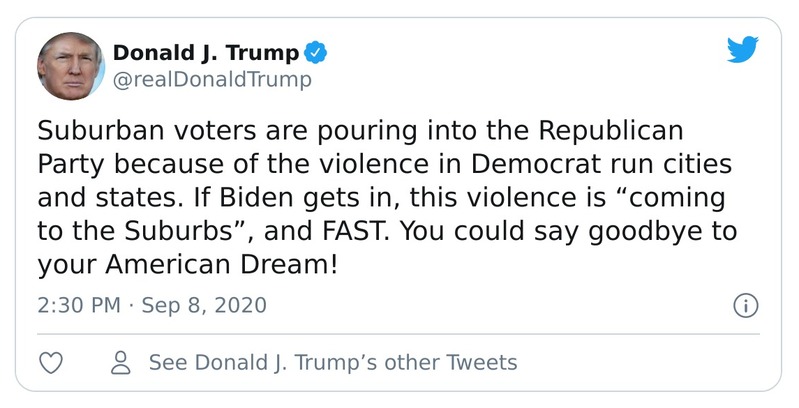 Donald J. Trump
@realDonaldTrump
Suburban voters are pouring into the Republican
Party because of the violence in Democrat run cities
and states. If Biden gets in, this violence is “coming
to the Suburbs”, and FAST. You could say goodbye to
your American Dream!
2:30 PM · Sep 8, 2020
See Donald J. Trump’s other Tweets